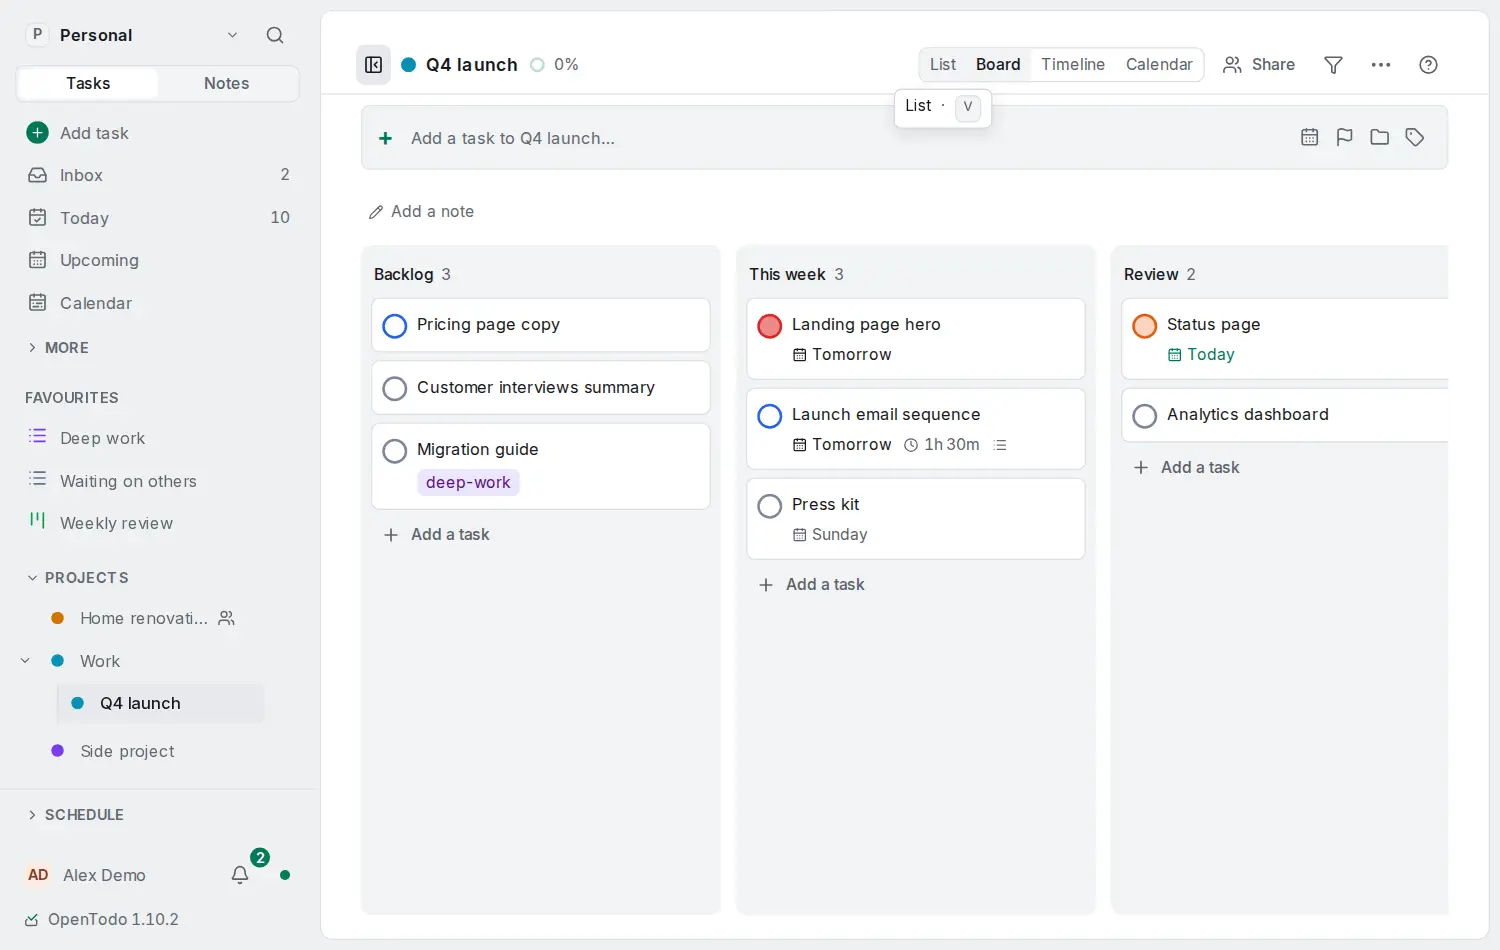 P Personal
Tasks Notes
Add task
Inbox 2
Today 10
Upcoming
Calendar
MORE
FAVOURITES
Deep work
Waiting on others
Weekly review
PROJECTS
Home renovati...
Work
Q4 launch
Side project
SCHEDULE
2
AD Alex Demo
OpenTodo 1.10.2
Q4 launch 0%
List Board Timeline Calendar Share
List · V
Add a task to Q4 launch...
Add a note
Backlog 3
Pricing page copy
Customer interviews summary
Migration guide
deep-work
Add a task
This week 3
Landing page hero
Tomorrow
Launch email sequence
Tomorrow 1h 30m
Press kit
Sunday
Add a task
Review 2
Status page
Today
Analytics dashboard
Add a task